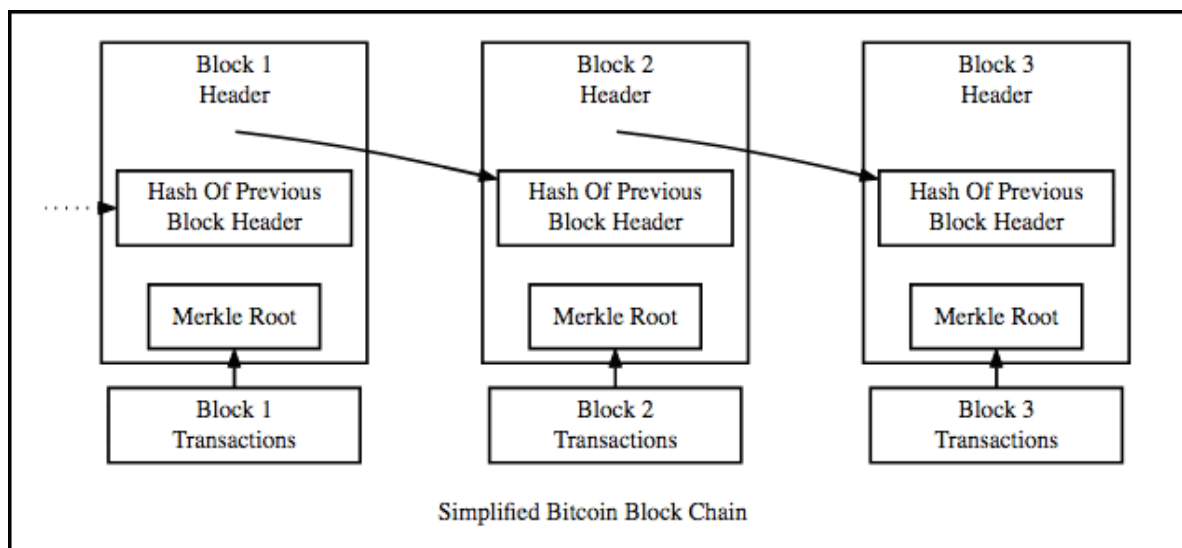 Block 1
Header
Hash Of Previous
Block Header
Merkle Root
Block 1
Transactions
Block 2
Header
Hash Of Previous
Block Header
Merkle Root
Block 2
Transactions
Block 3
Header
Hash Of Previous
Block Header
Merkle Root
Block 3
Transactions
Simplified Bitcoin Block Chain